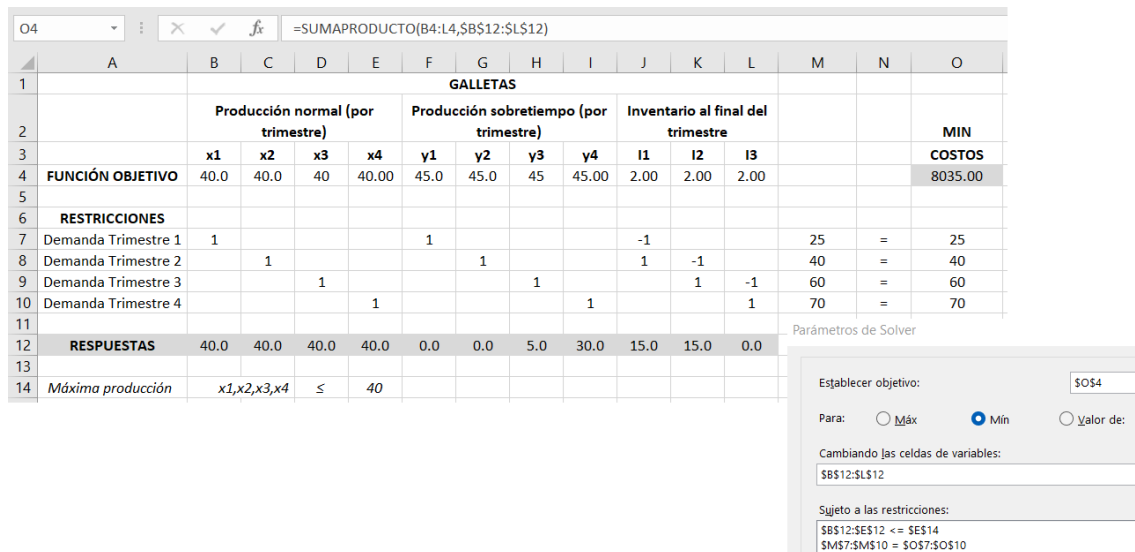 O4 fx =SUMAPRODUCTO(B4:L4,$B$12:$L$12)
A B C D E F G H I J K L M N O
1 GALLETAS
2 Producción normal (por trimestre) Producción sobretiempo (por trimestre) Inventario al final del trimestre MIN
3 x1 x2 x3 x4 y1 y2 y3 y4 I1 I2 I3 COSTOS
4 FUNCIÓN OBJETIVO 40.0 40.0 40 40.00 45.0 45.0 45 45.00 2.00 2.00 2.00 8035.00
5
6 RESTRICCIONES
7 Demanda Trimestre 1 1 1 -1 25 = 25
8 Demanda Trimestre 2 1 1 1 -1 40 = 40
9 Demanda Trimestre 3 1 1 1 -1 60 = 60
10 Demanda Trimestre 4 1 1 1 70 = 70
11
12 RESPUESTAS 40.0 40.0 40.0 40.0 0.0 0.0 5.0 30.0 15.0 15.0 0.0
13
14 Máxima producción x1,x2,x3,x4 ≤ 40
Parámetros de Solver
Establecer objetivo: $O$4
Para: Máx Mín Valor de:
Cambiando las celdas de variables:
$B$12:$L$12
Sujeto a las restricciones:
$B$12:$E$12 <= $E$14
$M$7:$M$10 = $O$7:$O$10